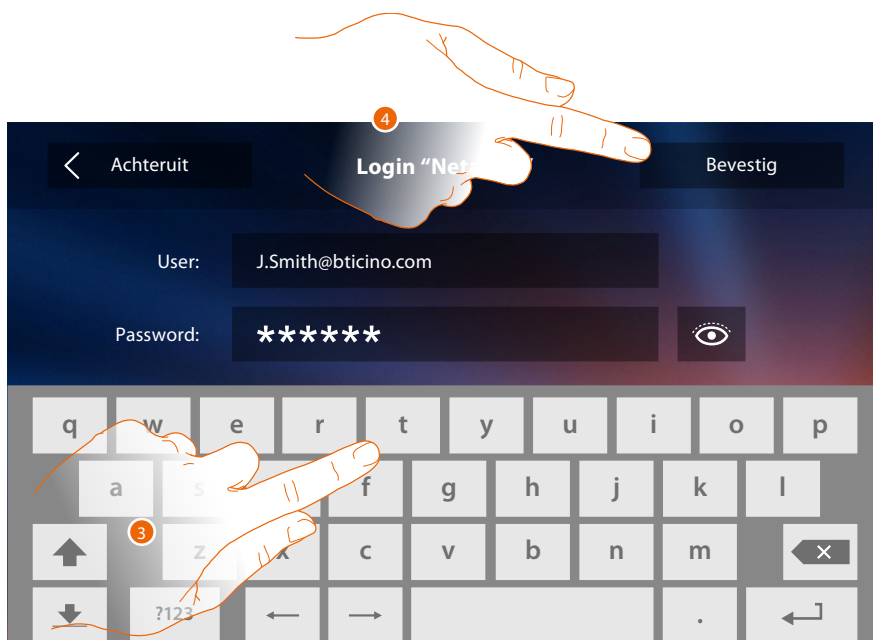 4
Achteruit
Login “Net
Bevestig
User:
J.Smith@bticino.com
Password:
******
q w e r t y u i o p
a s f g h j k l
3
z x c v b n m
?123
.